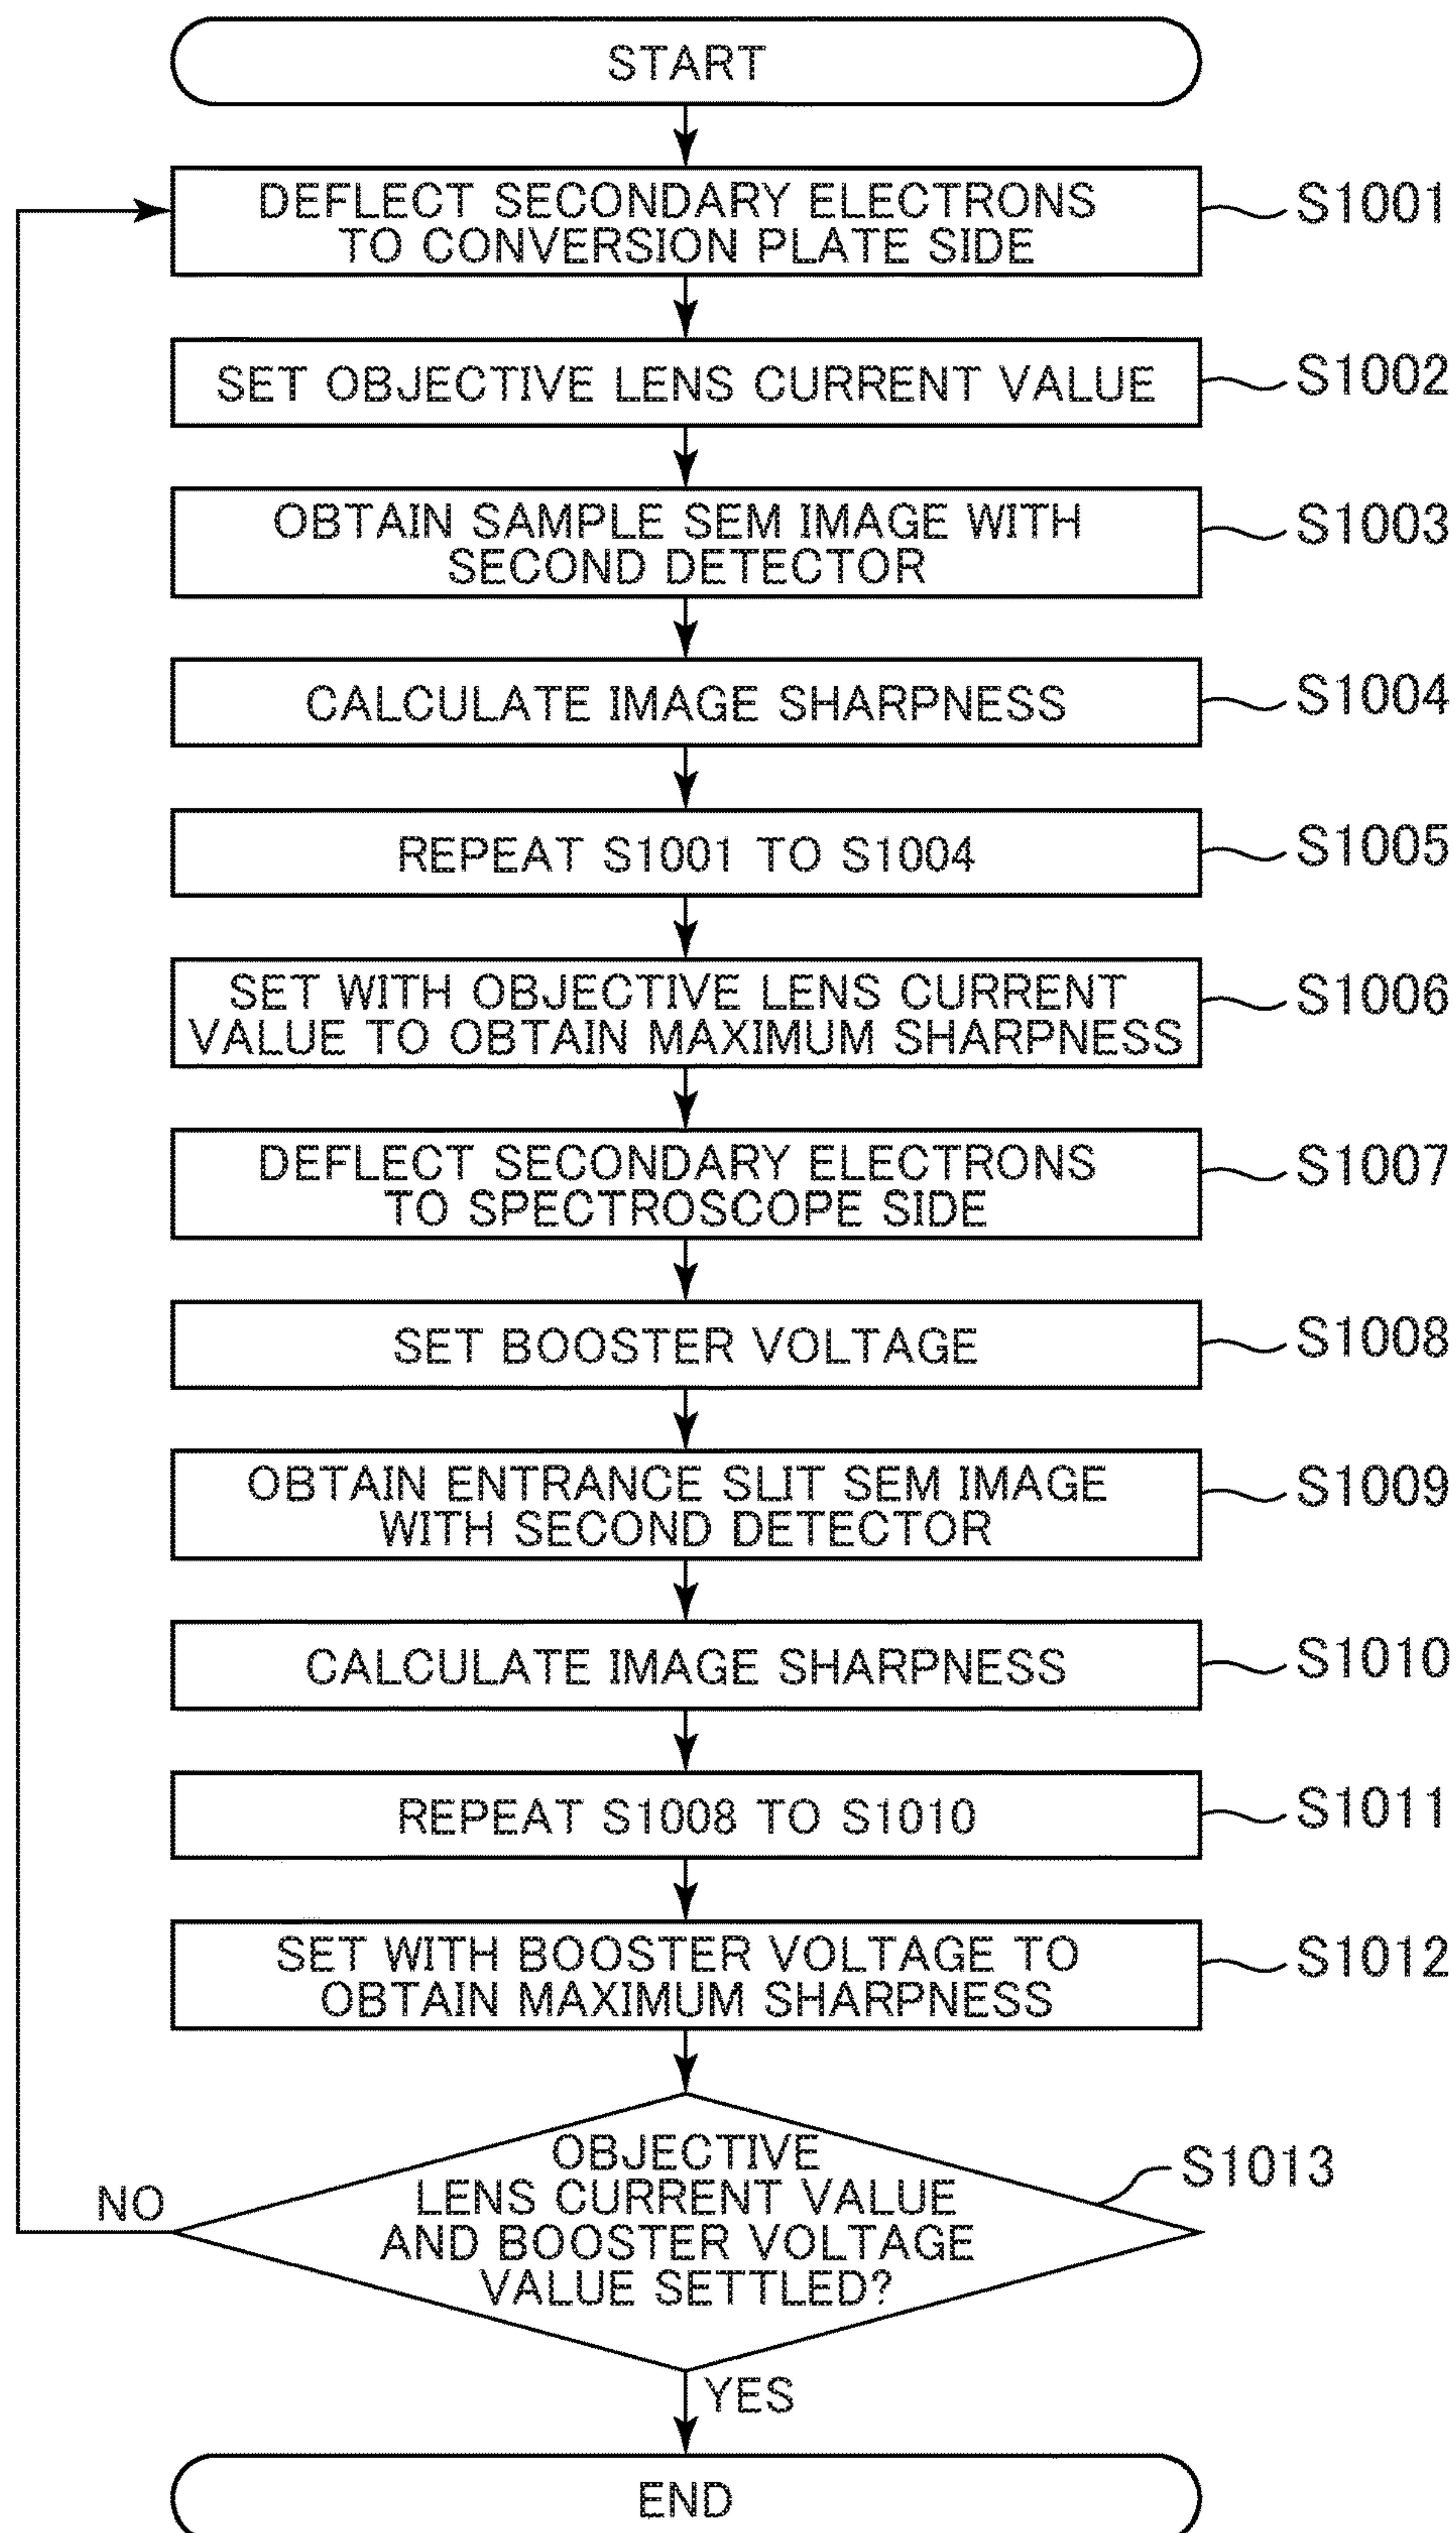 START
DEFLECT SECONDARY ELECTRONS
TO CONVERSION PLATE SIDE
S1001
SET OBJECTIVE LENS CURRENT VALUE
S1002
OBTAIN SAMPLE SEM IMAGE WITH
SECOND DETECTOR
S1003
CALCULATE IMAGE SHARPNESS
S1004
REPEAT S1001 TO S1004
S1005
SET WITH OBJECTIVE LENS CURRENT
VALUE TO OBTAIN MAXIMUM SHARPNESS
S1006
DEFLECT SECONDARY ELECTRONS
TO SPECTROSCOPE SIDE
S1007
SET BOOSTER VOLTAGE
S1008
OBTAIN ENTRANCE SLIT SEM IMAGE
WITH SECOND DETECTOR
S1009
CALCULATE IMAGE SHARPNESS
S1010
REPEAT S1008 TO S1010
S1011
SET WITH BOOSTER VOLTAGE TO
OBTAIN MAXIMUM SHARPNESS
S1012
OBJECTIVE
LENS CURRENT VALUE
AND BOOSTER VOLTAGE
VALUE SETTLED?
S1013
NO
YES
END